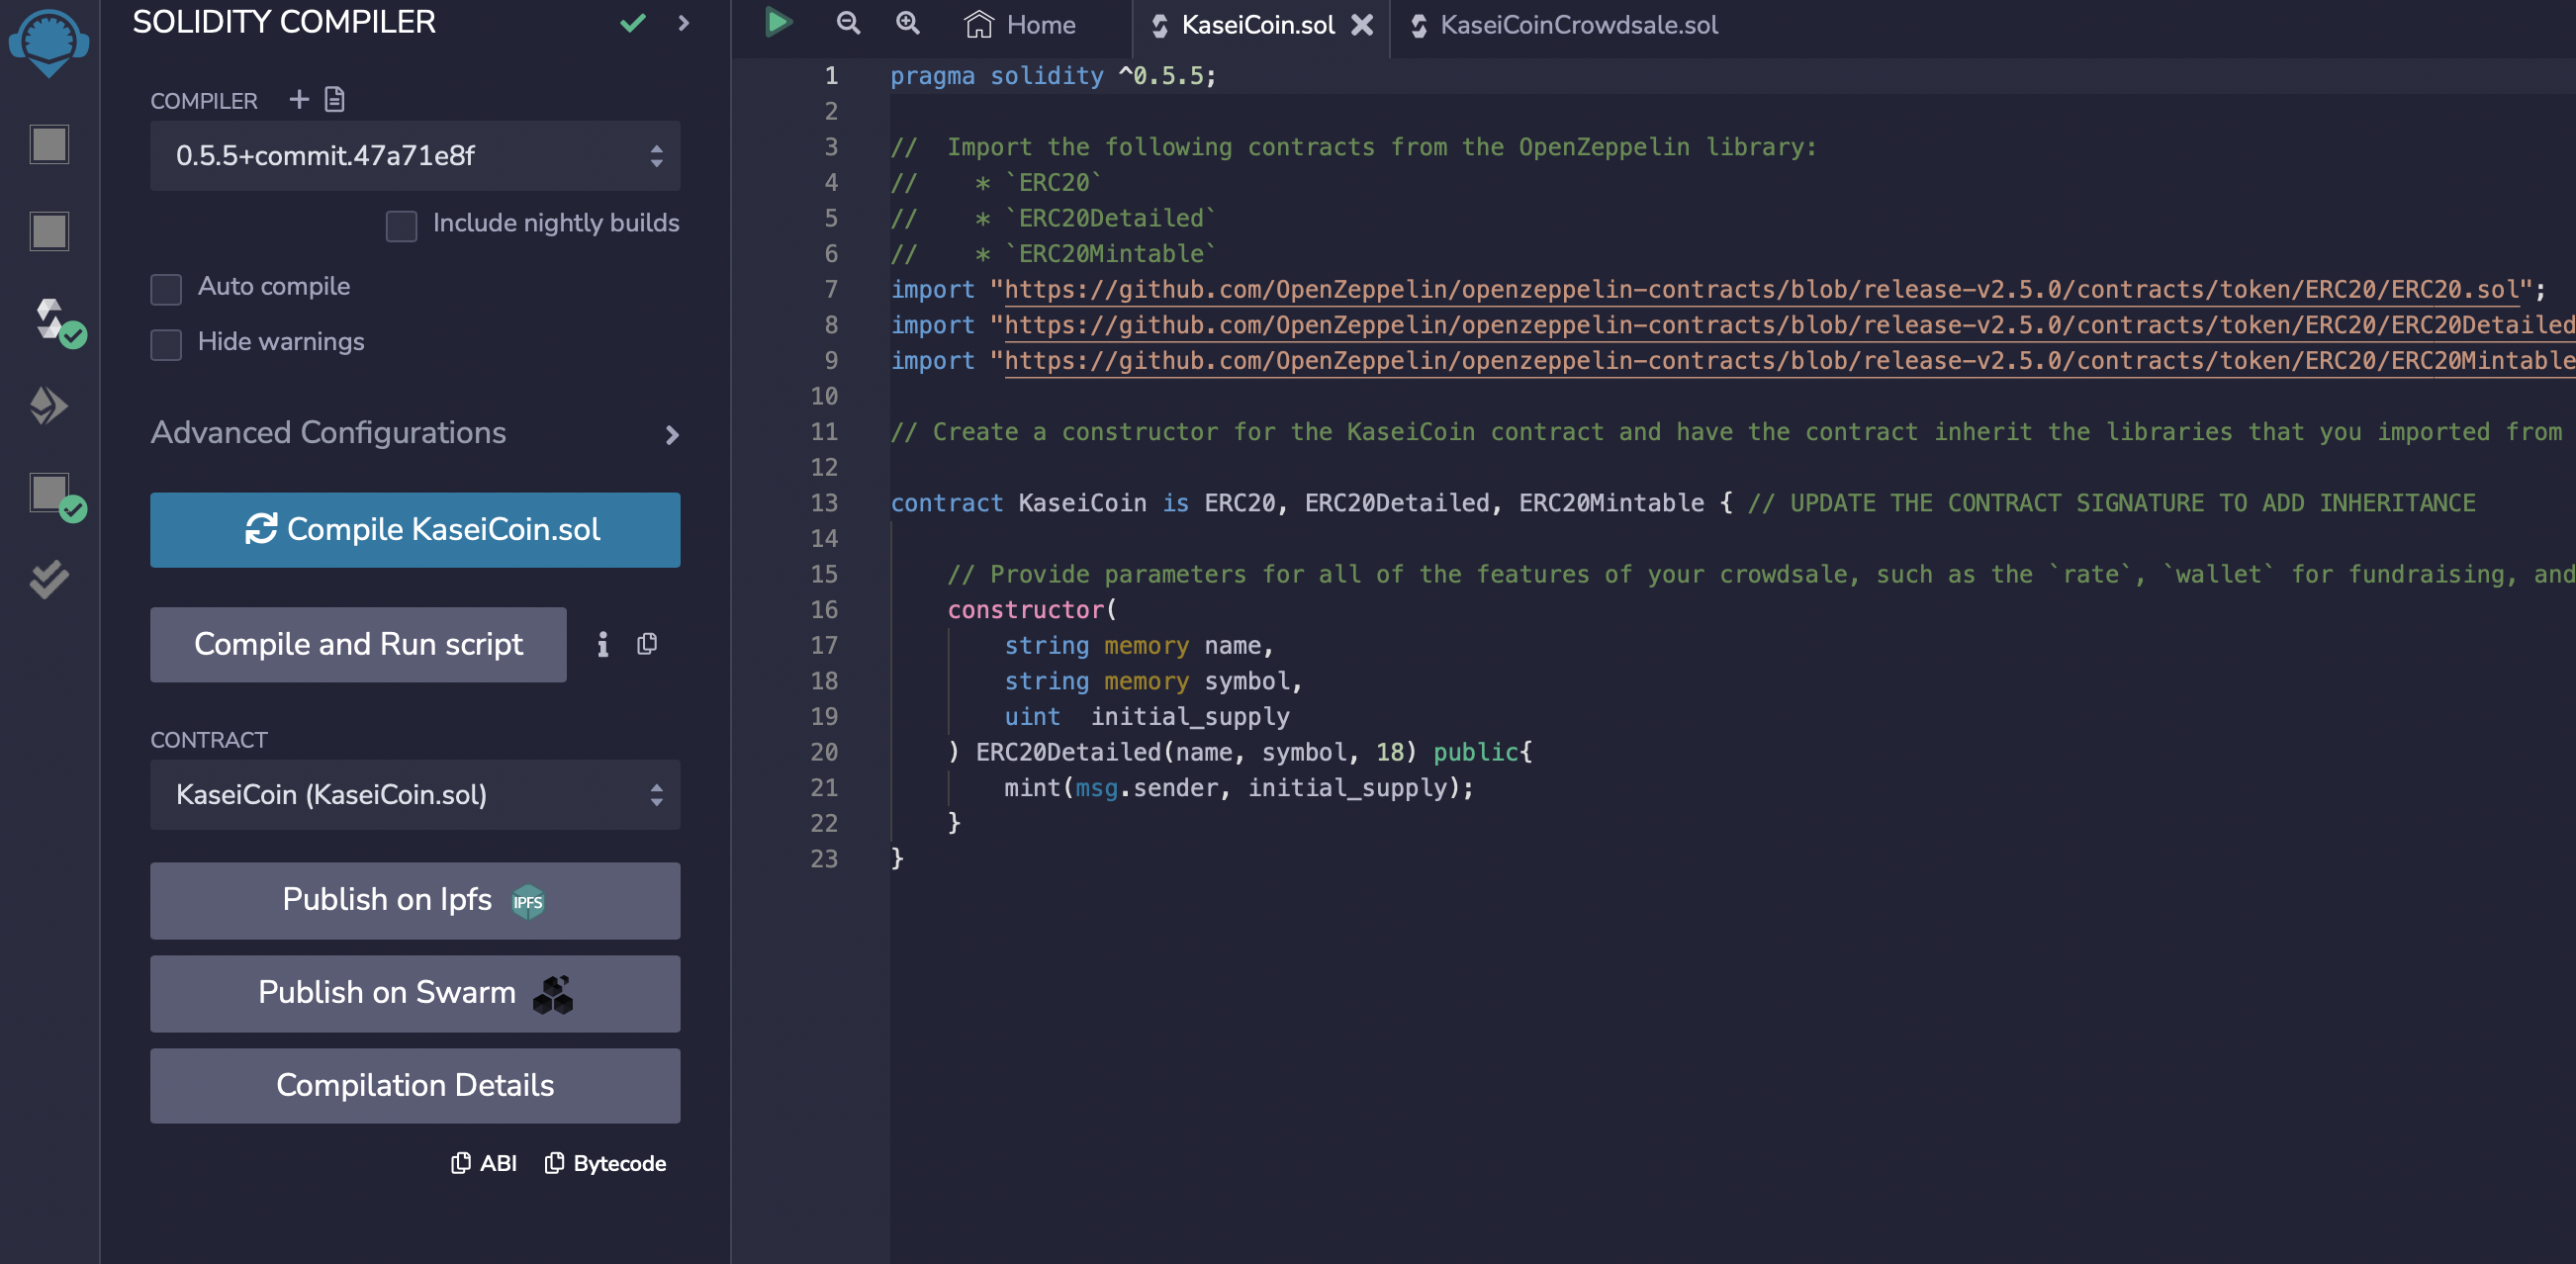 SOLIDITY COMPILER
COMPILER
0.5.5+commit.47a71e8f
Include nightly builds
Auto compile
Hide warnings
Advanced Configurations
Compile KaseiCoin.sol
Compile and Run script
CONTRACT
KaseiCoin (KaseiCoin.sol)
Publish on Ipfs IPFS
Publish on Swarm
Compilation Details
ABI Bytecode
Home KaseiCoin.sol KaseiCoinCrowdsale.sol
1 pragma solidity ^0.5.5;
2
3 //  Import the following contracts from the OpenZeppelin library:
4 //    * `ERC20`
5 //    * `ERC20Detailed`
6 //    * `ERC20Mintable`
7 import "https://github.com/OpenZeppelin/openzeppelin-contracts/blob/release-v2.5.0/contracts/token/ERC20/ERC20.sol";
8 import "https://github.com/OpenZeppelin/openzeppelin-contracts/blob/release-v2.5.0/contracts/token/ERC20/ERC20Detailed
9 import "https://github.com/OpenZeppelin/openzeppelin-contracts/blob/release-v2.5.0/contracts/token/ERC20/ERC20Mintable
10
11 // Create a constructor for the KaseiCoin contract and have the contract inherit the libraries that you imported from
12
13 contract KaseiCoin is ERC20, ERC20Detailed, ERC20Mintable { // UPDATE THE CONTRACT SIGNATURE TO ADD INHERITANCE
14
15     // Provide parameters for all of the features of your crowdsale, such as the `rate`, `wallet` for fundraising, and
16     constructor(
17         string memory name,
18         string memory symbol,
19         uint  initial_supply
20     ) ERC20Detailed(name, symbol, 18) public{
21         mint(msg.sender, initial_supply);
22     }
23 }